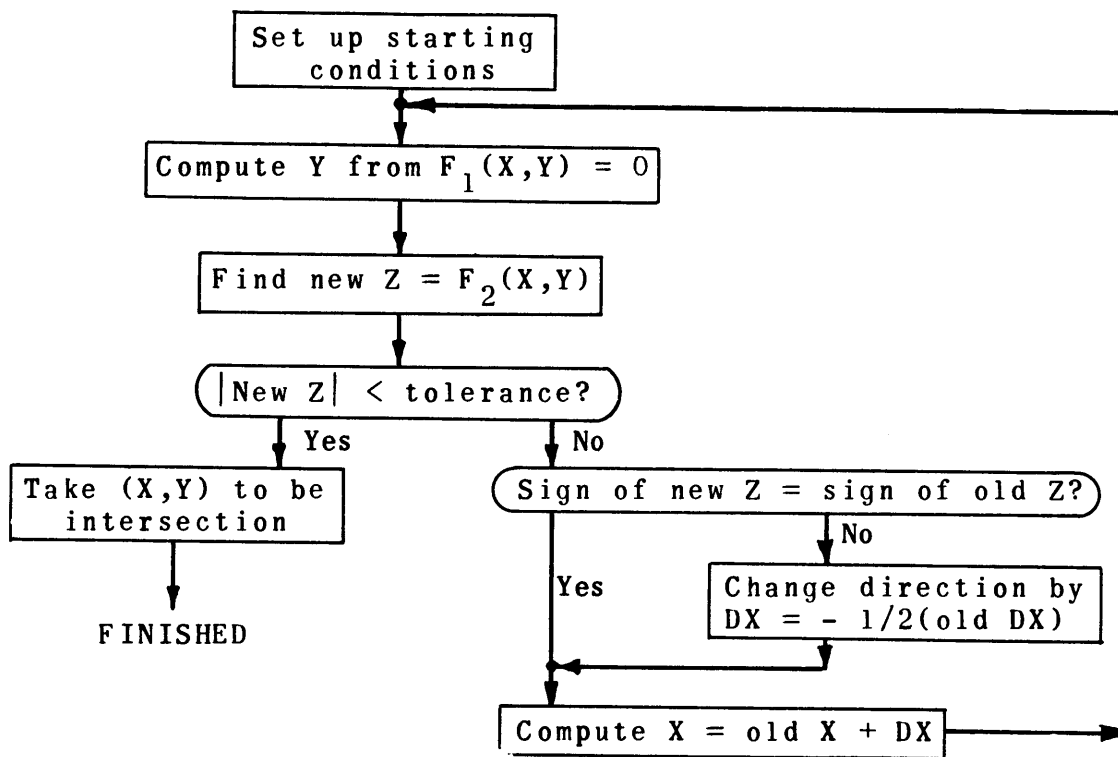 Set up starting
conditions
Compute Y from F₁(X,Y) = 0
Find new Z = F₂(X,Y)
|New Z| < tolerance?
Yes
No
Take (X,Y) to be
intersection
FINISHED
Sign of new Z = sign of old Z?
No
Yes
Change direction by
DX = - 1/2(old DX)
Compute X = old X + DX